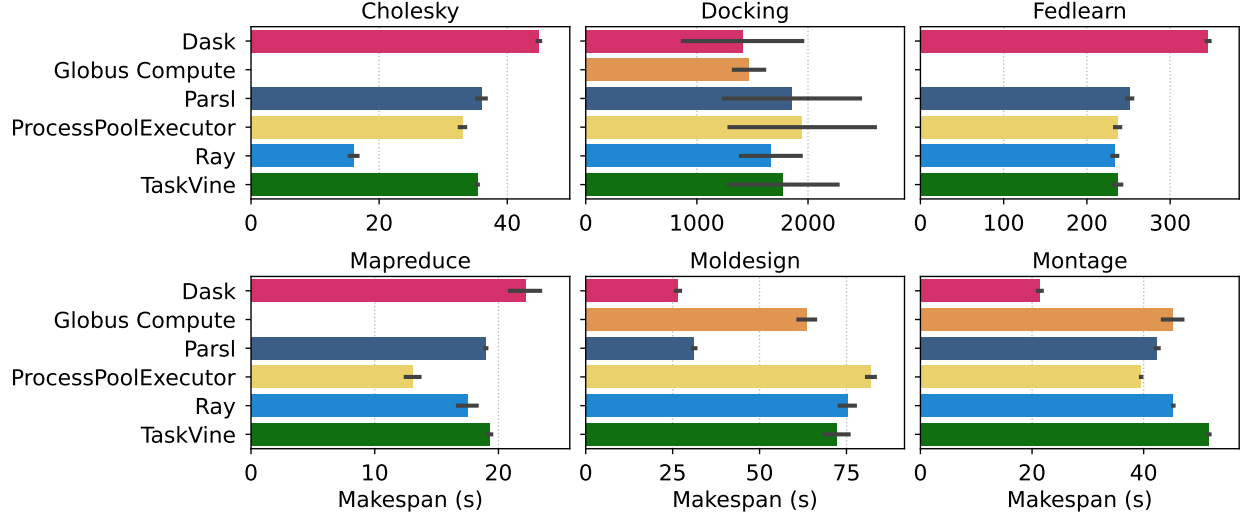 Cholesky
Docking
Fedlearn
Dask
Globus Compute
Parsl
ProcessPoolExecutor
Ray
TaskVine
0 20 40
0 1000 2000
0 100 200 300
Mapreduce
Moldesign
Montage
Dask
Globus Compute
Parsl
ProcessPoolExecutor
Ray
TaskVine
0 10 20
0 25 50 75
0 20 40
Makespan (s)
Makespan (s)
Makespan (s)